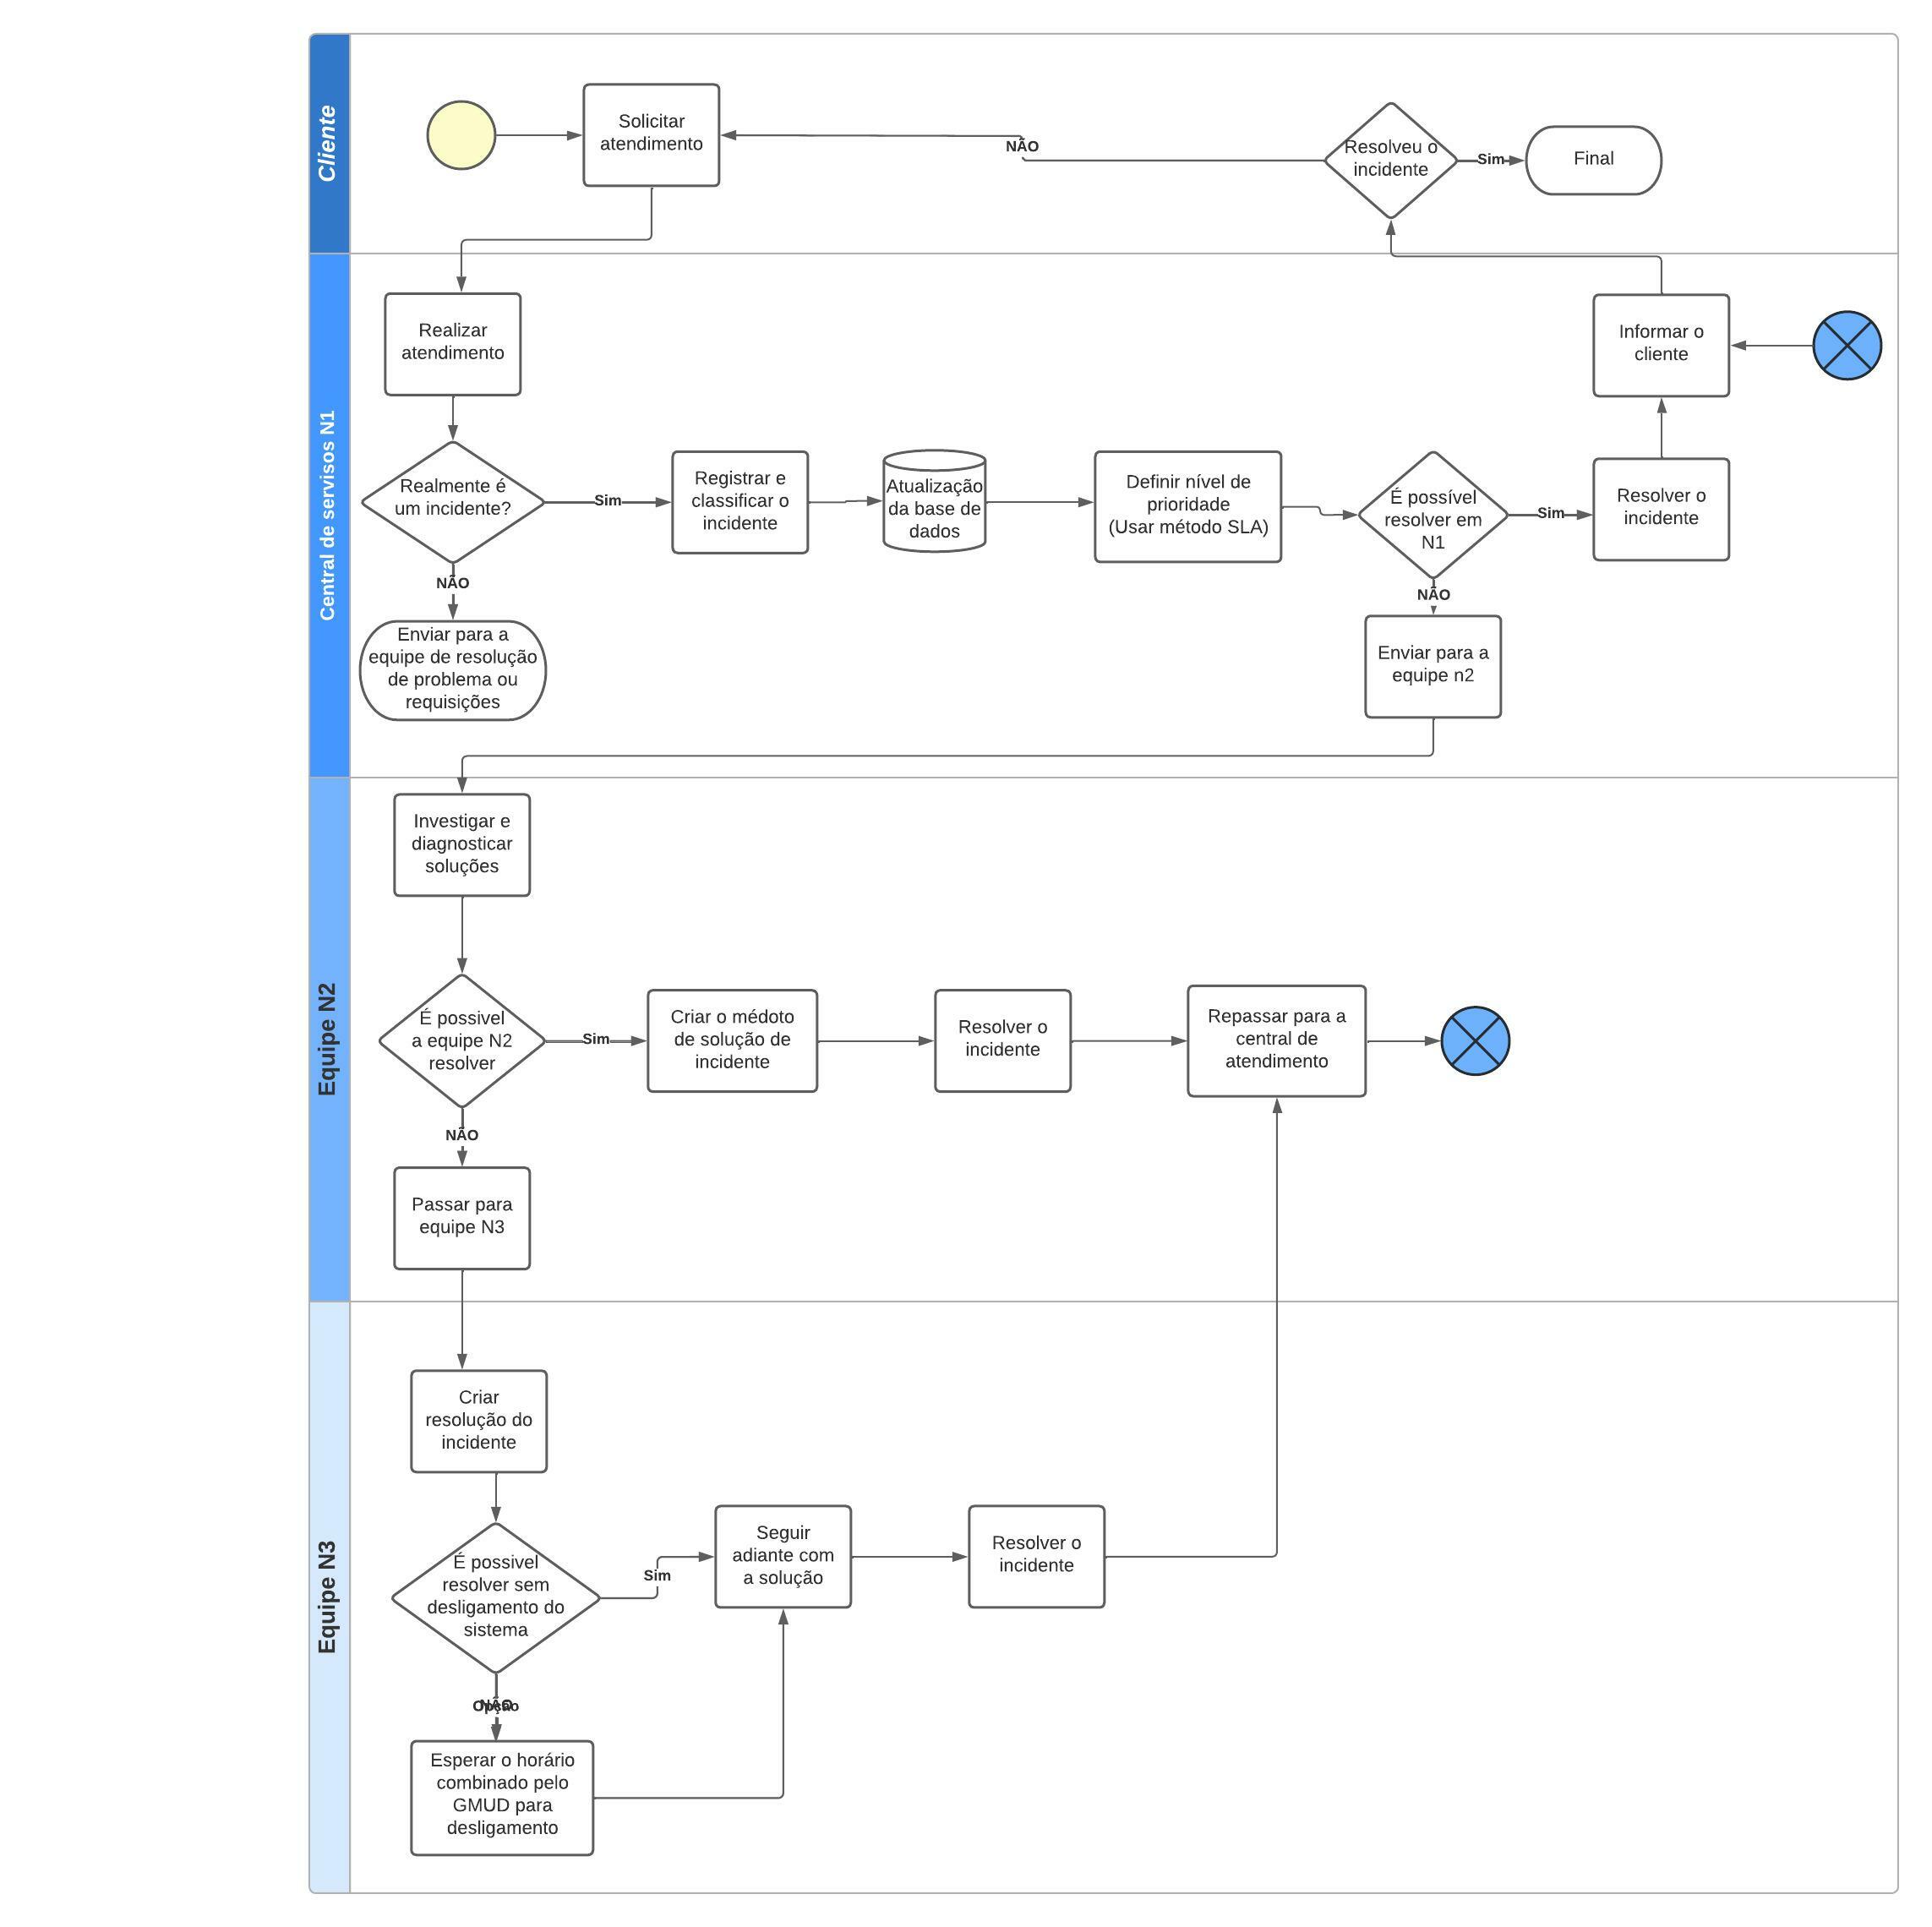 Cliente
Solicitar
atendimento
NÃO
Resolveu o
incidente
Sim
Final
Central de servisos N1
Realizar
atendimento
Informar o
cliente
Realmente é
um incidente?
Sim
Registrar e
classificar o
incidente
Atualização
da base de
dados
Definir nível de
prioridade
(Usar método SLA)
É possível
resolver em
N1
Sim
Resolver o
incidente
NÃO
NÃO
Enviar para a
equipe de resolução
de problema ou
requisições
Enviar para a
equipe n2
Equipe N2
Investigar e
diagnosticar
soluções
É possivel
a equipe N2
resolver
Sim
Criar o médoto
de solução de
incidente
Resolver o
incidente
Repassar para a
central de
atendimento
NÃO
Passar para
equipe N3
Equipe N3
Criar
resolução do
incidente
É possivel
resolver sem
desligamento do
sistema
Sim
Seguir
adiante com
a solução
Resolver o
incidente
NÃO
Opção
Esperar o horário
combinado pelo
GMUD para
desligamento